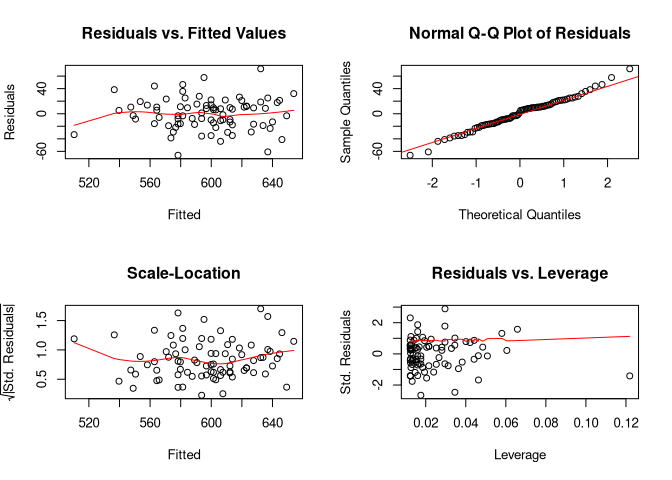 Residuals vs. Fitted Values
Residuals
40
0
-60
520 560 600 640
Fitted
Normal Q-Q Plot of Residuals
Sample Quantiles
40
0
-60
-2 -1 0 1 2
Theoretical Quantiles
Scale-Location
√|Std. Residuals|
1.5
1.0
0.5
520 560 600 640
Fitted
Residuals vs. Leverage
Std. Residuals
2
0
-2
0.02 0.04 0.06 0.08 0.10 0.12
Leverage